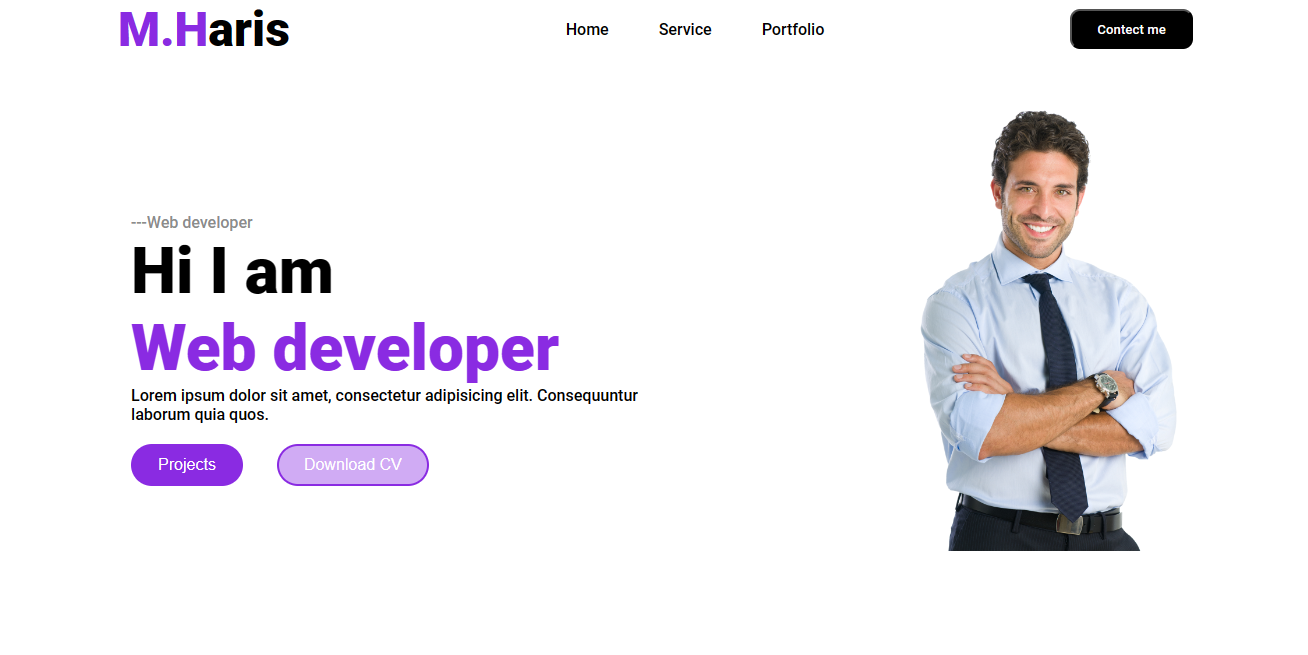 M.Haris
Home Service Portfolio
Contect me
---Web developer
Hi I am
Web developer
Lorem ipsum dolor sit amet, consectetur adipisicing elit. Consequuntur
laborum quia quos.
Projects
Download CV